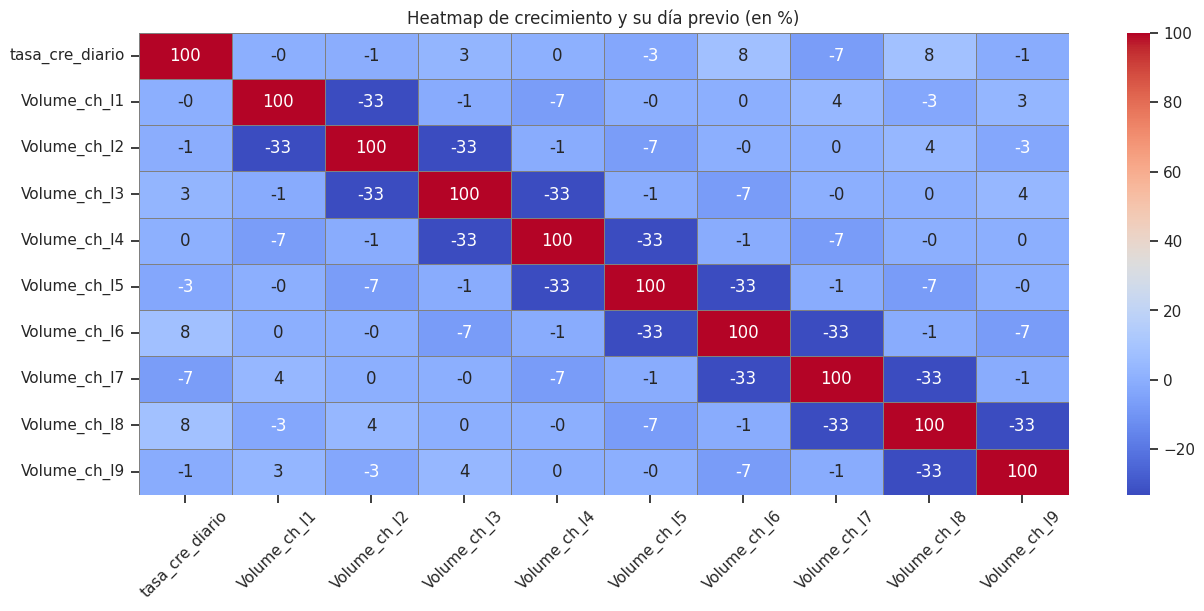 Heatmap de crecimiento y su día previo (en %)
tasa_cre_diario 100 -0 -1 3 0 -3 8 -7 8 -1
Volume_ch_l1 -0 100 -33 -1 -7 -0 0 4 -3 3
Volume_ch_l2 -1 -33 100 -33 -1 -7 -0 0 4 -3
Volume_ch_l3 3 -1 -33 100 -33 -1 -7 -0 0 4
Volume_ch_l4 0 -7 -1 -33 100 -33 -1 -7 -0 0
Volume_ch_l5 -3 -0 -7 -1 -33 100 -33 -1 -7 -0
Volume_ch_l6 8 0 -0 -7 -1 -33 100 -33 -1 -7
Volume_ch_l7 -7 4 0 -0 -7 -1 -33 100 -33 -1
Volume_ch_l8 8 -3 4 0 -0 -7 -1 -33 100 -33
Volume_ch_l9 -1 3 -3 4 0 -0 -7 -1 -33 100
tasa_cre_diario Volume_ch_l1 Volume_ch_l2 Volume_ch_l3 Volume_ch_l4 Volume_ch_l5 Volume_ch_l6 Volume_ch_l7 Volume_ch_l8 Volume_ch_l9
100
80
60
40
20
0
−20